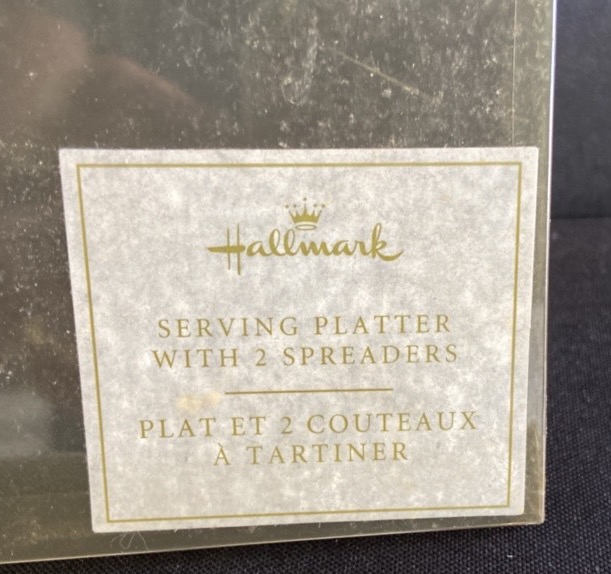 Hallmark
SERVING PLATTER
WITH 2 SPREADERS
PLAT ET 2 COUTEAUX
À TARTINER